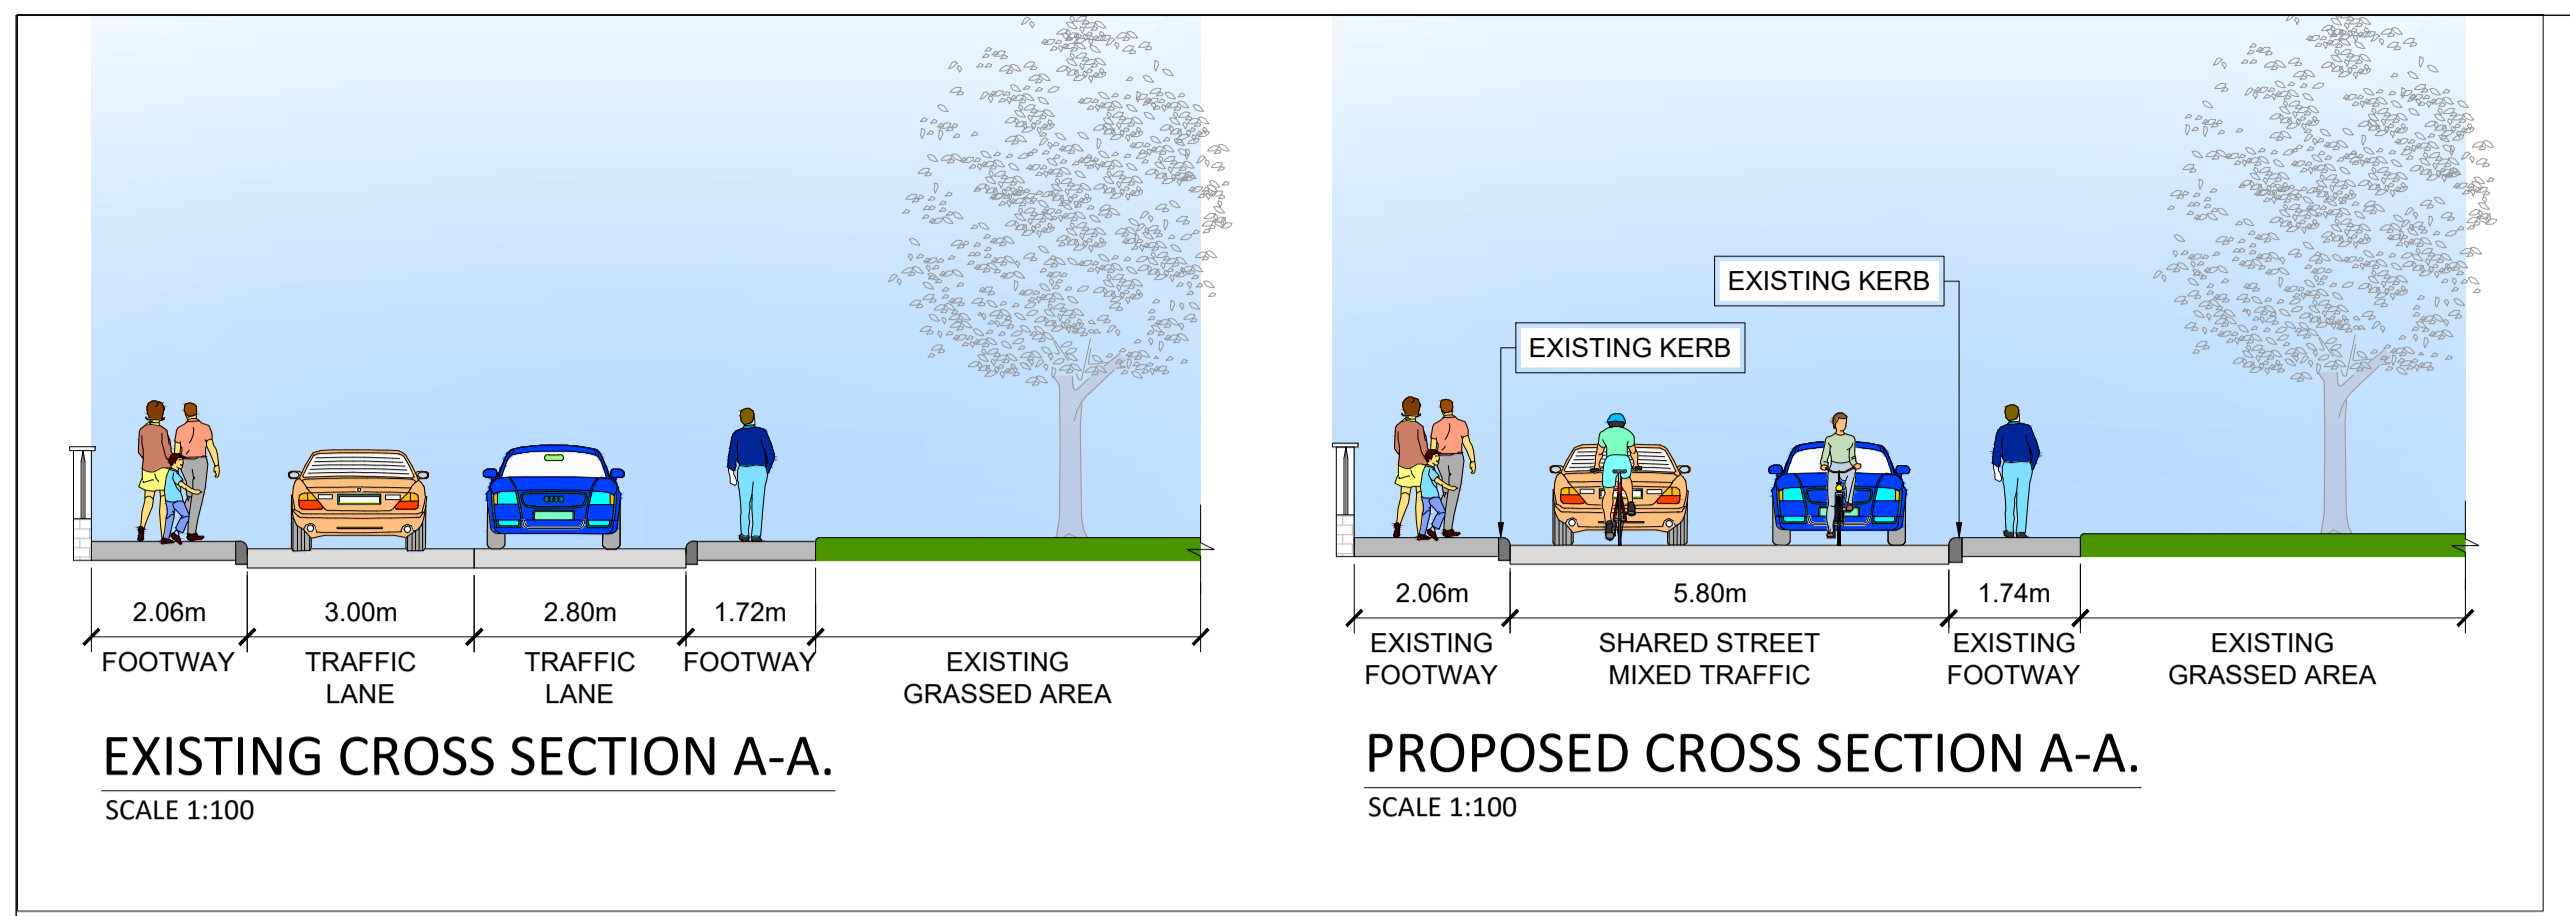 2.06m
3.00m
2.80m
1.72m
FOOTWAY
TRAFFIC
LANE
TRAFFIC
LANE
FOOTWAY
EXISTING
GRASSED AREA
EXISTING CROSS SECTION A-A.
SCALE 1:100
EXISTING KERB
EXISTING KERB
2.06m
5.80m
1.74m
EXISTING
FOOTWAY
SHARED STREET
MIXED TRAFFIC
EXISTING
FOOTWAY
EXISTING
GRASSED AREA
PROPOSED CROSS SECTION A-A.
SCALE 1:100